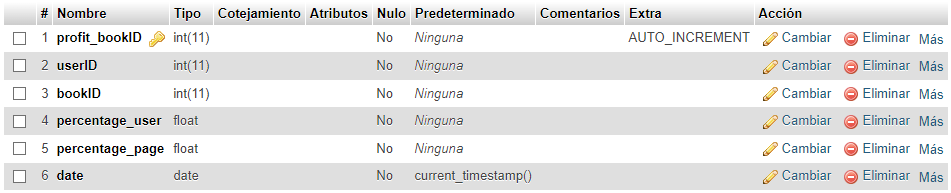 # Nombre Tipo Cotejamiento Atributos Nulo Predeterminado Comentarios Extra Acción
1 profit_bookID int(11) No Ninguna AUTO_INCREMENT Cambiar Eliminar Más
2 userID int(11) No Ninguna Cambiar Eliminar Más
3 bookID int(11) No Ninguna Cambiar Eliminar Más
4 percentage_user float No Ninguna Cambiar Eliminar Más
5 percentage_page float No Ninguna Cambiar Eliminar Más
6 date date No current_timestamp() Cambiar Eliminar Más